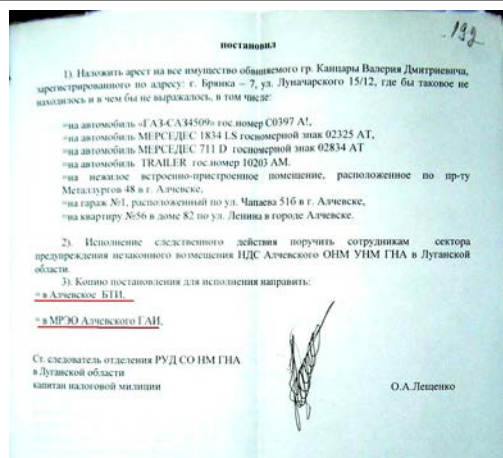 192
постановил
1). Наложить арест на все имущество обвиняемого гр. Канцары Валерия Дмитриевича,
зарегистрированного по адресу: г. Брянка – 7, ул. Луначарского 15/12, где бы таковое не
находилось и в чем бы не выражалось, в том числе:
=на автомобиль «ГАЗ-САЗ4509» гос.номер С0397 А!,
=на автомобиль МЕРСЕДЕС 1834 LS госномерной знак 02325 АТ,
=на автомобиль МЕРСЕДЕС 711 D госномерной знак 02834 АТ
=на автомобиль TRAILER гос.номер 10203 АМ.
=на нежилое встроенно-пристроенное помещение, расположенное по пр-ту
Металлургов 48 в г. Алчевске,
=на гараж №1, расположенный по ул. Чапаева 51б в г. Алчевске,
=на квартиру №56 в доме 82 по ул. Ленина в городе Алчевске.
2). Исполнение следственного действия поручить сотрудникам сектора
предупреждения незаконного возмещения НДС Алчевского ОНМ УНМ ГНА в Луганской
области.
3). Копию постановления для исполнения направить:
= в Алчевское БТИ,
= в МРЭО Алчевского ГАИ,
Ст. следователь отделения РУД СО НМ ГНА
в Луганской области
капитан налоговой милиции О.А.Лещенко